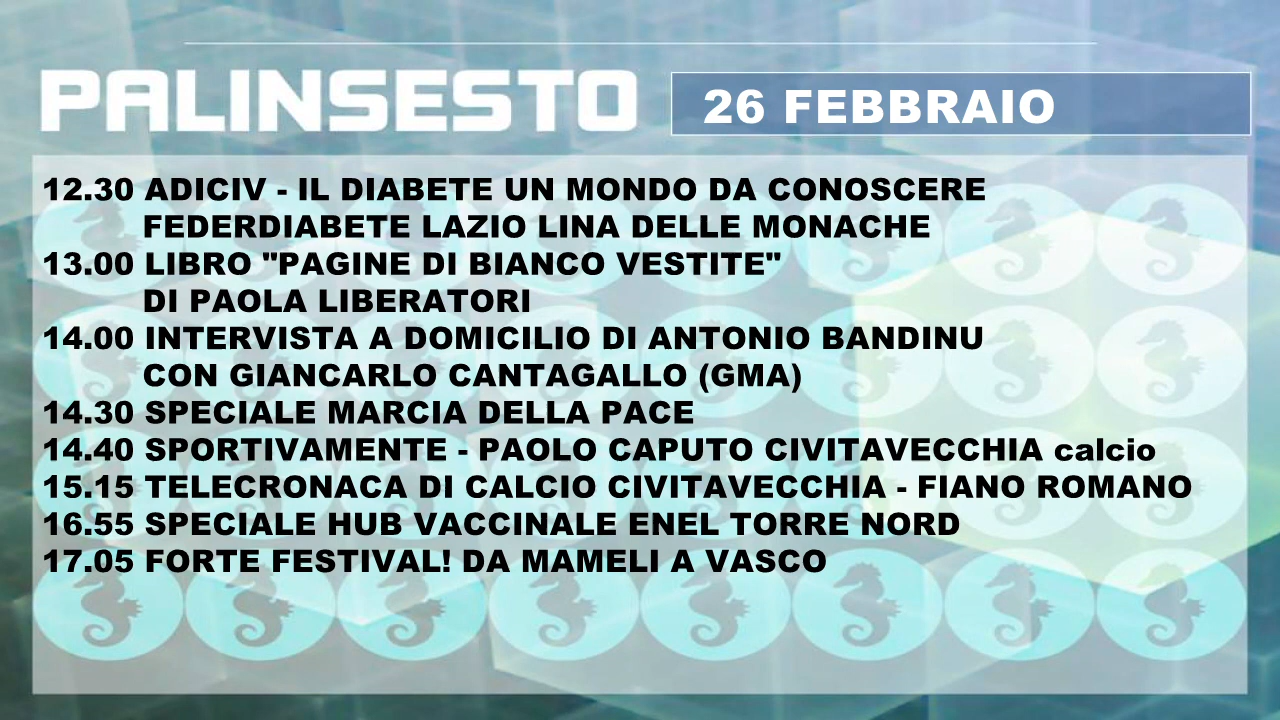 PALINSESTO
26 FEBBRAIO
12.30 ADICIV - IL DIABETE UN MONDO DA CONOSCERE
FEDERDIABETE LAZIO LINA DELLE MONACHE
13.00 LIBRO "PAGINE DI BIANCO VESTITE"
DI PAOLA LIBERATORI
14.00 INTERVISTA A DOMICILIO DI ANTONIO BANDINU
CON GIANCARLO CANTAGALLO (GMA)
14.30 SPECIALE MARCIA DELLA PACE
14.40 SPORTIVAMENTE - PAOLO CAPUTO CIVITAVECCHIA calcio
15.15 TELECRONACA DI CALCIO CIVITAVECCHIA - FIANO ROMANO
16.55 SPECIALE HUB VACCINALE ENEL TORRE NORD
17.05 FORTE FESTIVAL! DA MAMELI A VASCO